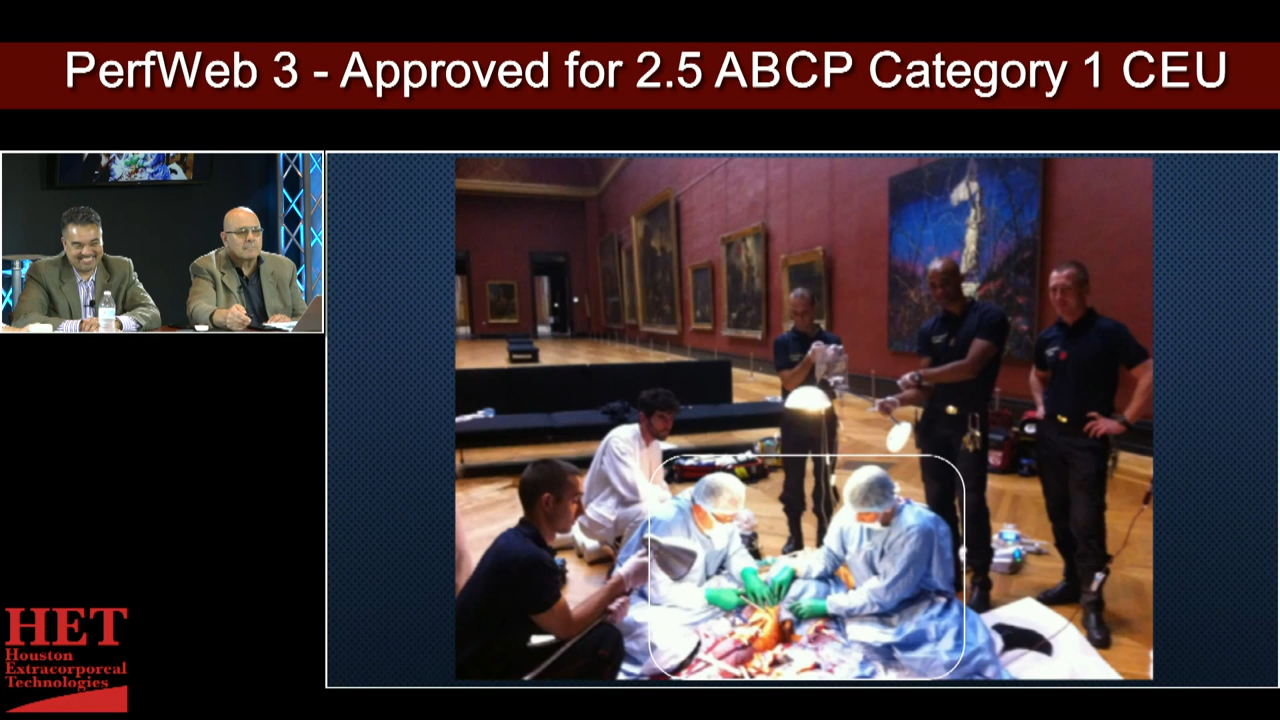 PerfWeb 3 - Approved for 2.5 ABCP Category 1 CEU
HET
Houston
Extracorporeal
Technologies